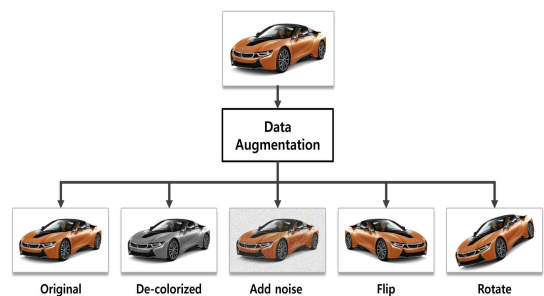 Data
Augmentation
Original
De-colorized
Add noise
Flip
Rotate